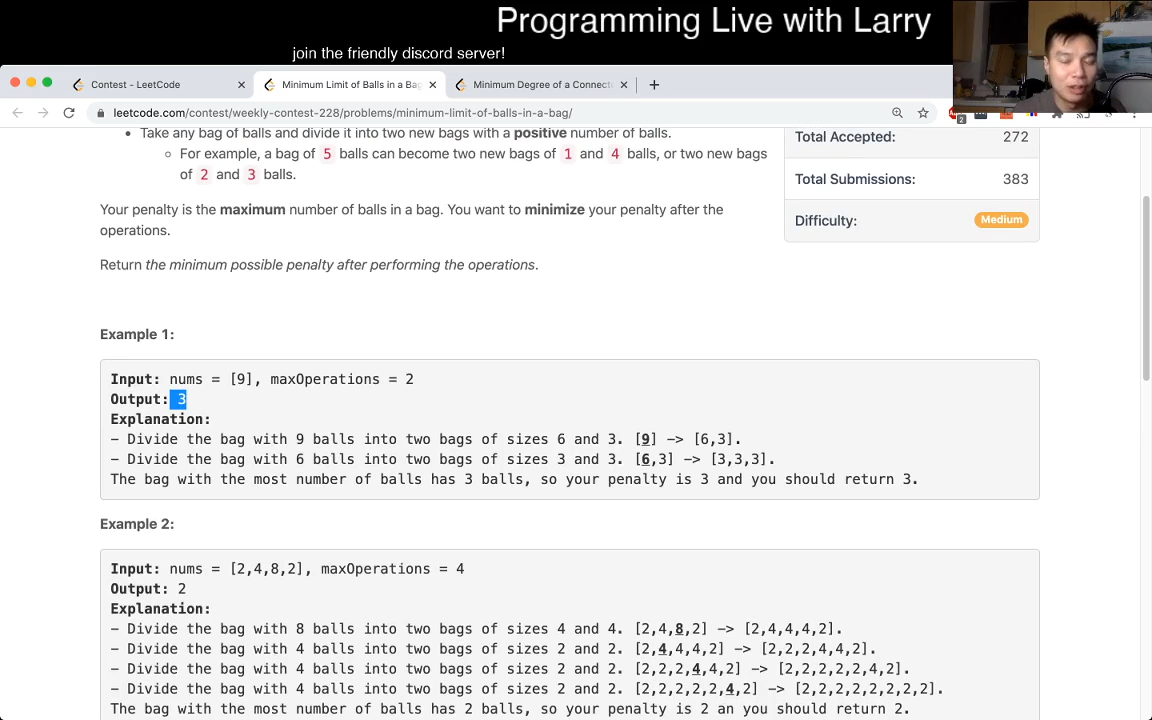 Programming Live with Larry
join the friendly discord server!
Contest - LeetCode
Minimum Limit of Balls in a Bag
Minimum Degree of a Connect
leetcode.com/contest/weekly-contest-228/problems/minimum-limit-of-balls-in-a-bag/
2
• Take any bag of balls and divide it into two new bags with a positive number of balls.
For example, a bag of 5 balls can become two new bags of 1 and 4 balls, or two new bags
of 2 and 3 balls.
Your penalty is the maximum number of balls in a bag. You want to minimize your penalty after the
operations.
Return the minimum possible penalty after performing the operations.
Total Accepted: 272
Total Submissions: 383
Difficulty: Medium
Example 1:
Input: nums = [9], maxOperations = 2
Output: 3
Explanation:
- Divide the bag with 9 balls into two bags of sizes 6 and 3. [9] -> [6,3].
- Divide the bag with 6 balls into two bags of sizes 3 and 3. [6,3] -> [3,3,3].
The bag with the most number of balls has 3 balls, so your penalty is 3 and you should return 3.
Example 2:
Input: nums = [2,4,8,2], maxOperations = 4
Output: 2
Explanation:
- Divide the bag with 8 balls into two bags of sizes 4 and 4. [2,4,8,2] -> [2,4,4,4,2].
- Divide the bag with 4 balls into two bags of sizes 2 and 2. [2,4,4,4,2] -> [2,2,2,4,4,2].
- Divide the bag with 4 balls into two bags of sizes 2 and 2. [2,2,2,4,4,2] -> [2,2,2,2,2,4,2].
- Divide the bag with 4 balls into two bags of sizes 2 and 2. [2,2,2,2,2,4,2] -> [2,2,2,2,2,2,2,2].
The bag with the most number of balls has 2 balls, so your penalty is 2 an you should return 2.